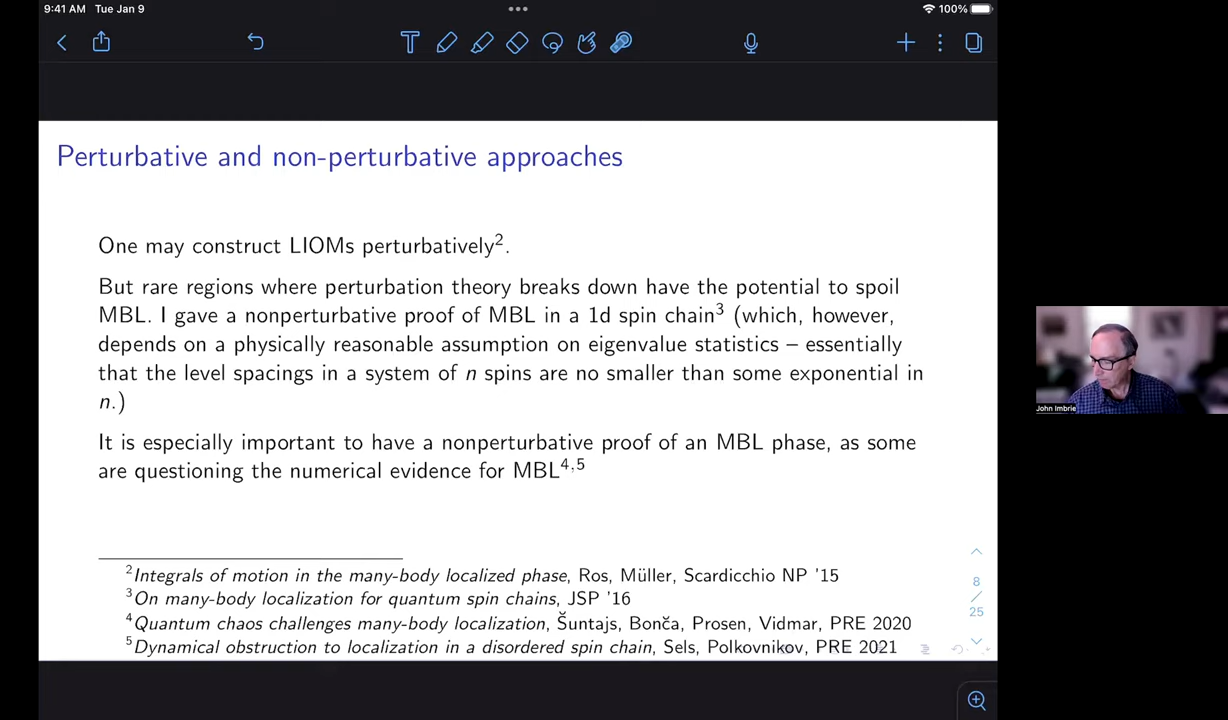 9:41 AM Tue Jan 9
100%
Perturbative and non-perturbative approaches
One may construct LIOMs perturbatively².
But rare regions where perturbation theory breaks down have the potential to spoil
MBL. I gave a nonperturbative proof of MBL in a 1d spin chain³ (which, however,
depends on a physically reasonable assumption on eigenvalue statistics – essentially
that the level spacings in a system of n spins are no smaller than some exponential in
n.)
It is especially important to have a nonperturbative proof of an MBL phase, as some
are questioning the numerical evidence for MBL⁴,⁵
²Integrals of motion in the many-body localized phase, Ros, Müller, Scardicchio NP '15
³On many-body localization for quantum spin chains, JSP '16
⁴Quantum chaos challenges many-body localization, Šuntajs, Bonča, Prosen, Vidmar, PRE 2020
⁵Dynamical obstruction to localization in a disordered spin chain, Sels, Polkovnikov, PRE 2021
8
/
25
John Imbrie